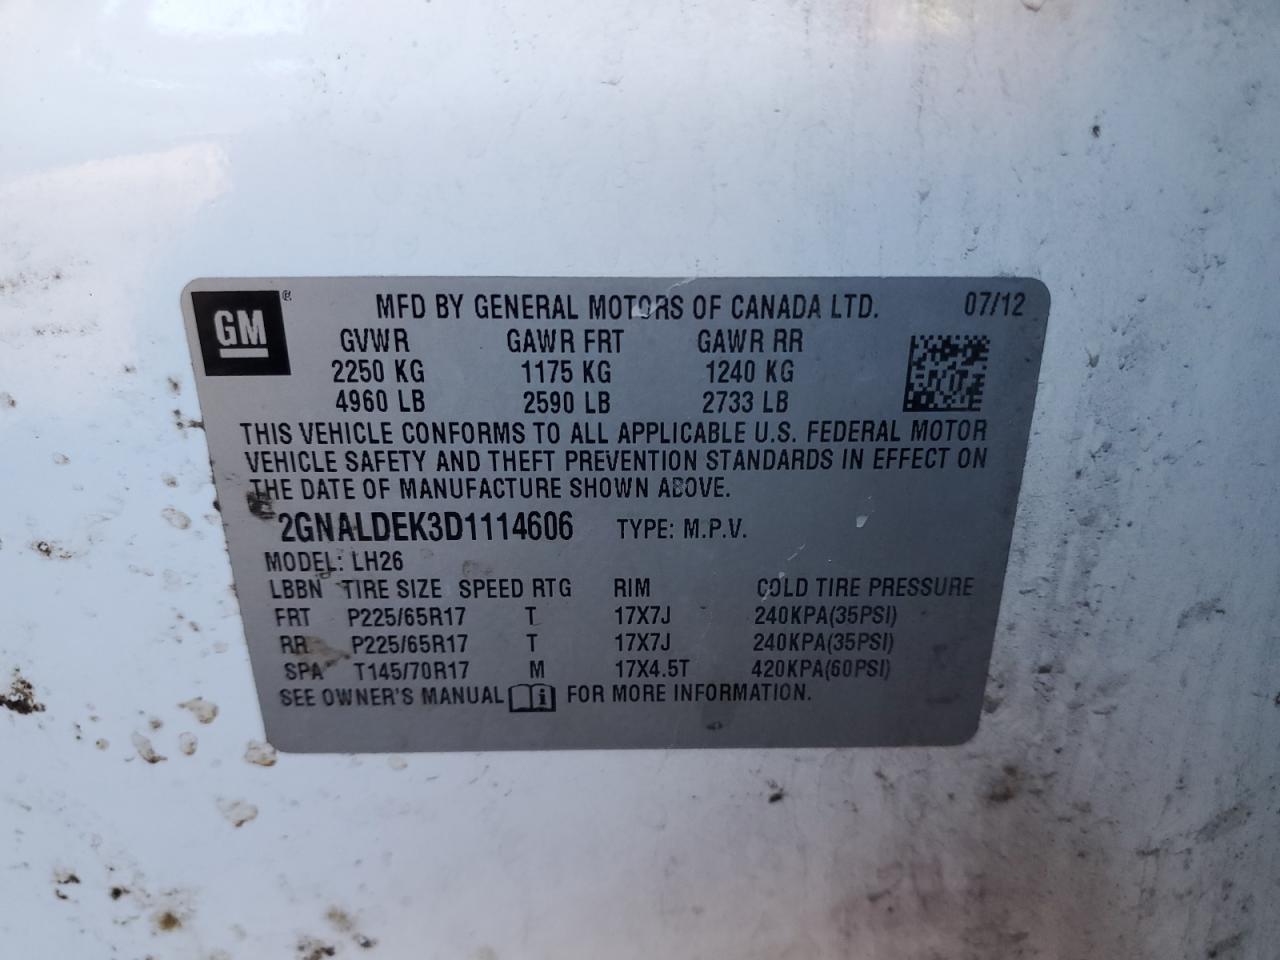 GM®
MFD BY GENERAL MOTORS OF CANADA LTD. 07/12
GVWR GAWR FRT GAWR RR
2250 KG 1175 KG 1240 KG
4960 LB 2590 LB 2733 LB
THIS VEHICLE CONFORMS TO ALL APPLICABLE U.S. FEDERAL MOTOR
VEHICLE SAFETY AND THEFT PREVENTION STANDARDS IN EFFECT ON
THE DATE OF MANUFACTURE SHOWN ABOVE.
2GNALDEK3D1114606 TYPE: M.P.V.
MODEL: LH26
LBBN TIRE SIZE SPEED RTG RIM COLD TIRE PRESSURE
FRT P225/65R17 T 17X7J 240KPA(35PSI)
RR P225/65R17 T 17X7J 240KPA(35PSI)
SPA T145/70R17 M 17X4.5T 420KPA(60PSI)
SEE OWNER'S MANUAL i FOR MORE INFORMATION.